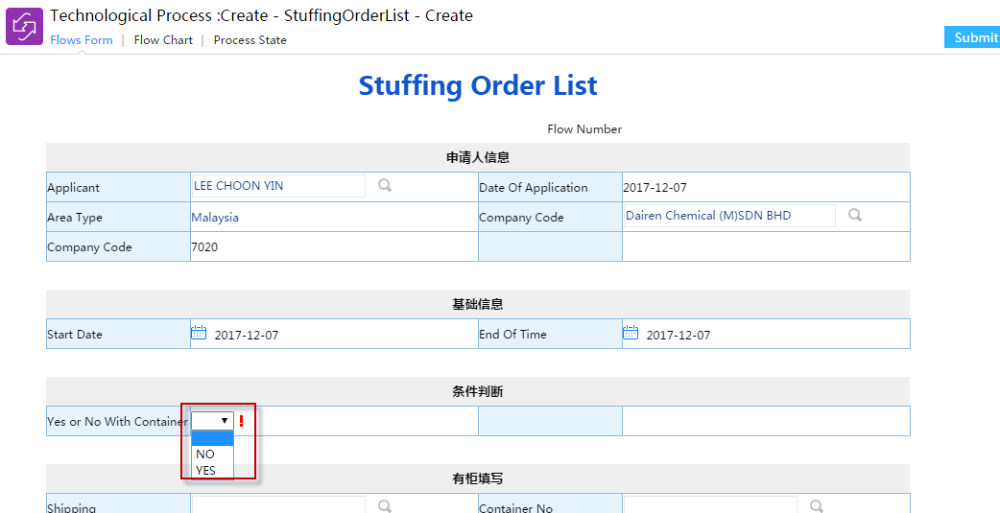 Technological Process :Create - StuffingOrderList - Create
Flows Form | Flow Chart | Process State
Submit
Stuffing Order List
Flow Number
申请人信息
Applicant LEE CHOON YIN Date Of Application 2017-12-07
Area Type Malaysia Company Code Dairen Chemical (M)SDN BHD
Company Code 7020
基础信息
Start Date 2017-12-07 End Of Time 2017-12-07
条件判断
Yes or No With Container !
NO
YES
有柜填写
Shipping Container No